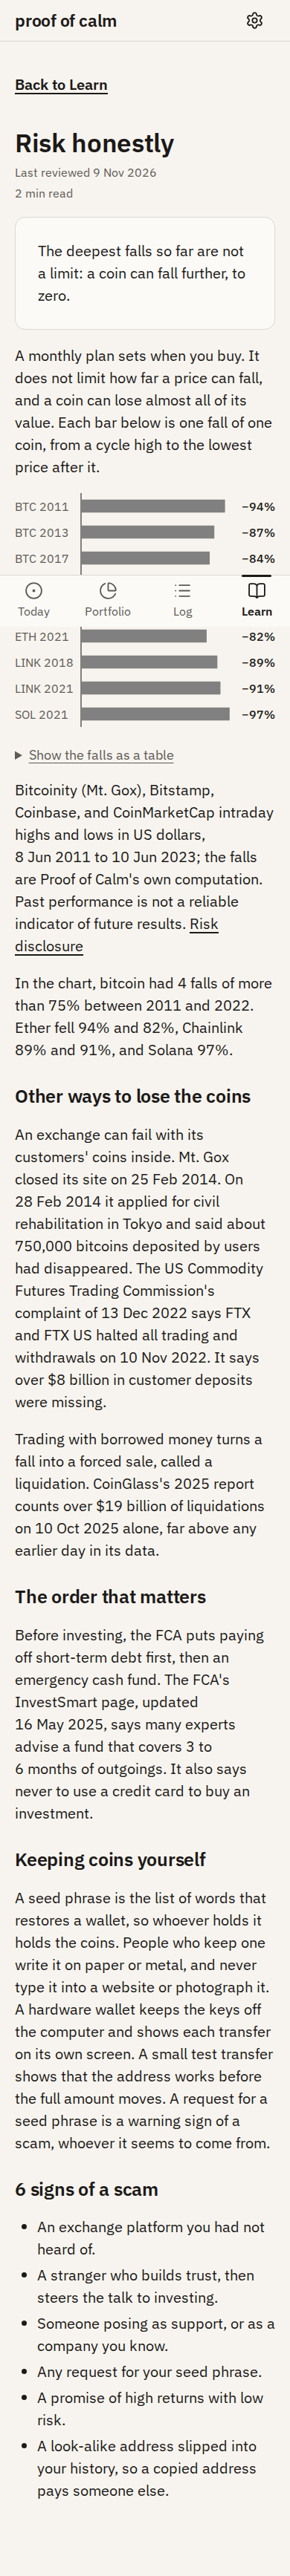 proof of calm
Back to Learn
Risk honestly
Last reviewed 9 Nov 2026
2 min read
The deepest falls so far are not
a limit: a coin can fall further, to
zero.
A monthly plan sets when you buy. It
does not limit how far a price can fall,
and a coin can lose almost all of its
value. Each bar below is one fall of one
coin, from a cycle high to the lowest
price after it.
BTC 2011 −94%
BTC 2013 −87%
BTC 2017 −84%
Today Portfolio Log Learn
ETH 2021 −82%
LINK 2018 −89%
LINK 2021 −91%
SOL 2021 −97%
Show the falls as a table
Bitcoinity (Mt. Gox), Bitstamp,
Coinbase, and CoinMarketCap intraday
highs and lows in US dollars,
8 Jun 2011 to 10 Jun 2023; the falls
are Proof of Calm's own computation.
Past performance is not a reliable
indicator of future results. Risk
disclosure
In the chart, bitcoin had 4 falls of more
than 75% between 2011 and 2022.
Ether fell 94% and 82%, Chainlink
89% and 91%, and Solana 97%.
Other ways to lose the coins
An exchange can fail with its
customers' coins inside. Mt. Gox
closed its site on 25 Feb 2014. On
28 Feb 2014 it applied for civil
rehabilitation in Tokyo and said about
750,000 bitcoins deposited by users
had disappeared. The US Commodity
Futures Trading Commission's
complaint of 13 Dec 2022 says FTX
and FTX US halted all trading and
withdrawals on 10 Nov 2022. It says
over $8 billion in customer deposits
were missing.
Trading with borrowed money turns a
fall into a forced sale, called a
liquidation. CoinGlass's 2025 report
counts over $19 billion of liquidations
on 10 Oct 2025 alone, far above any
earlier day in its data.
The order that matters
Before investing, the FCA puts paying
off short-term debt first, then an
emergency cash fund. The FCA's
InvestSmart page, updated
16 May 2025, says many experts
advise a fund that covers 3 to
6 months of outgoings. It also says
never to use a credit card to buy an
investment.
Keeping coins yourself
A seed phrase is the list of words that
restores a wallet, so whoever holds it
holds the coins. People who keep one
write it on paper or metal, and never
type it into a website or photograph it.
A hardware wallet keeps the keys off
the computer and shows each transfer
on its own screen. A small test transfer
shows that the address works before
the full amount moves. A request for a
seed phrase is a warning sign of a
scam, whoever it seems to come from.
6 signs of a scam
• An exchange platform you had not
heard of.
• A stranger who builds trust, then
steers the talk to investing.
• Someone posing as support, or as a
company you know.
• Any request for your seed phrase.
• A promise of high returns with low
risk.
• A look-alike address slipped into
your history, so a copied address
pays someone else.